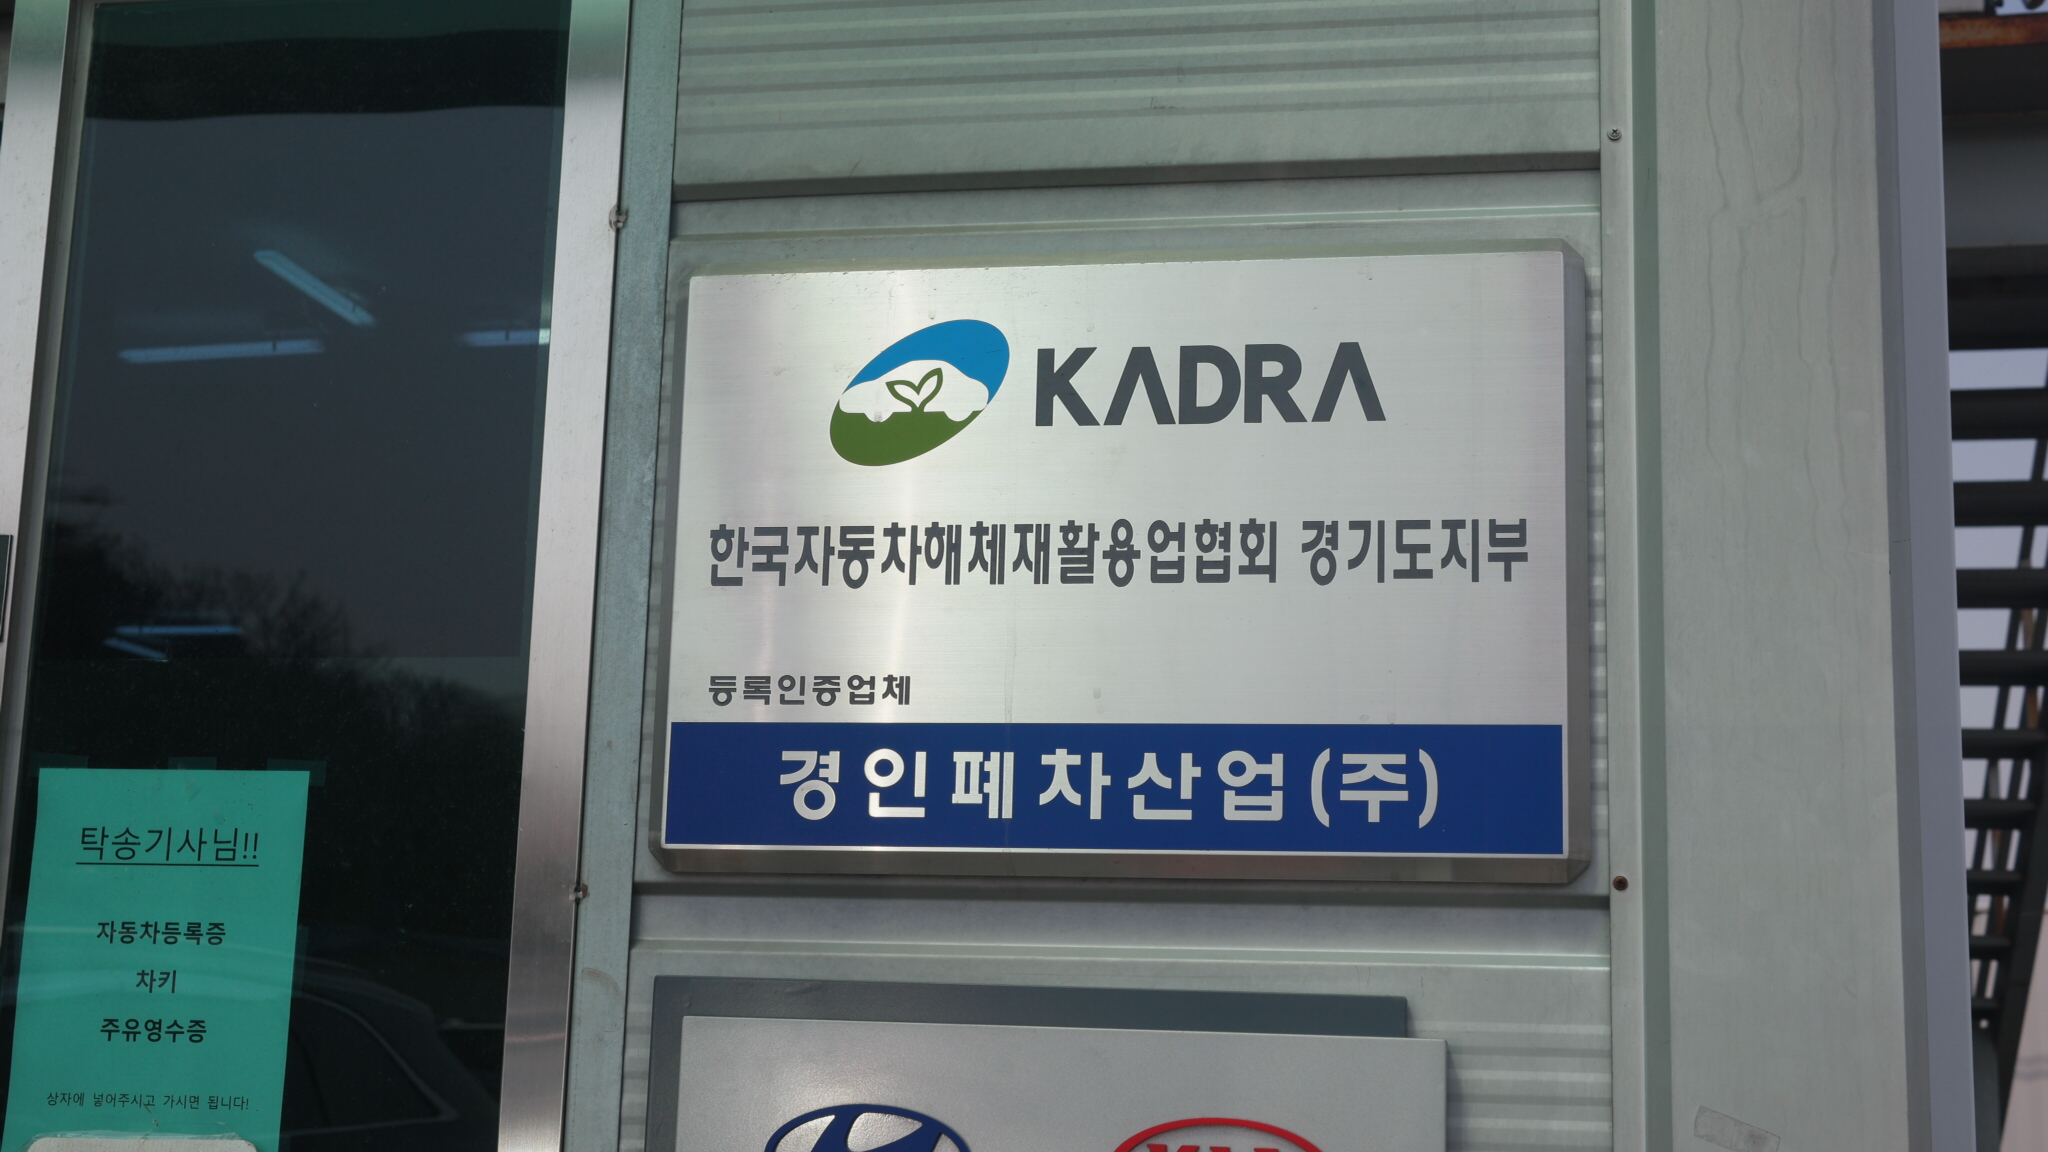 KADRA
한국자동차해체재활용업협회 경기도지부
등록인증업체
경인폐차산업(주)
탁송기사님!!
자동차등록증
차키
주유영수증
상자에 넣어주시고 가시면 됩니다!